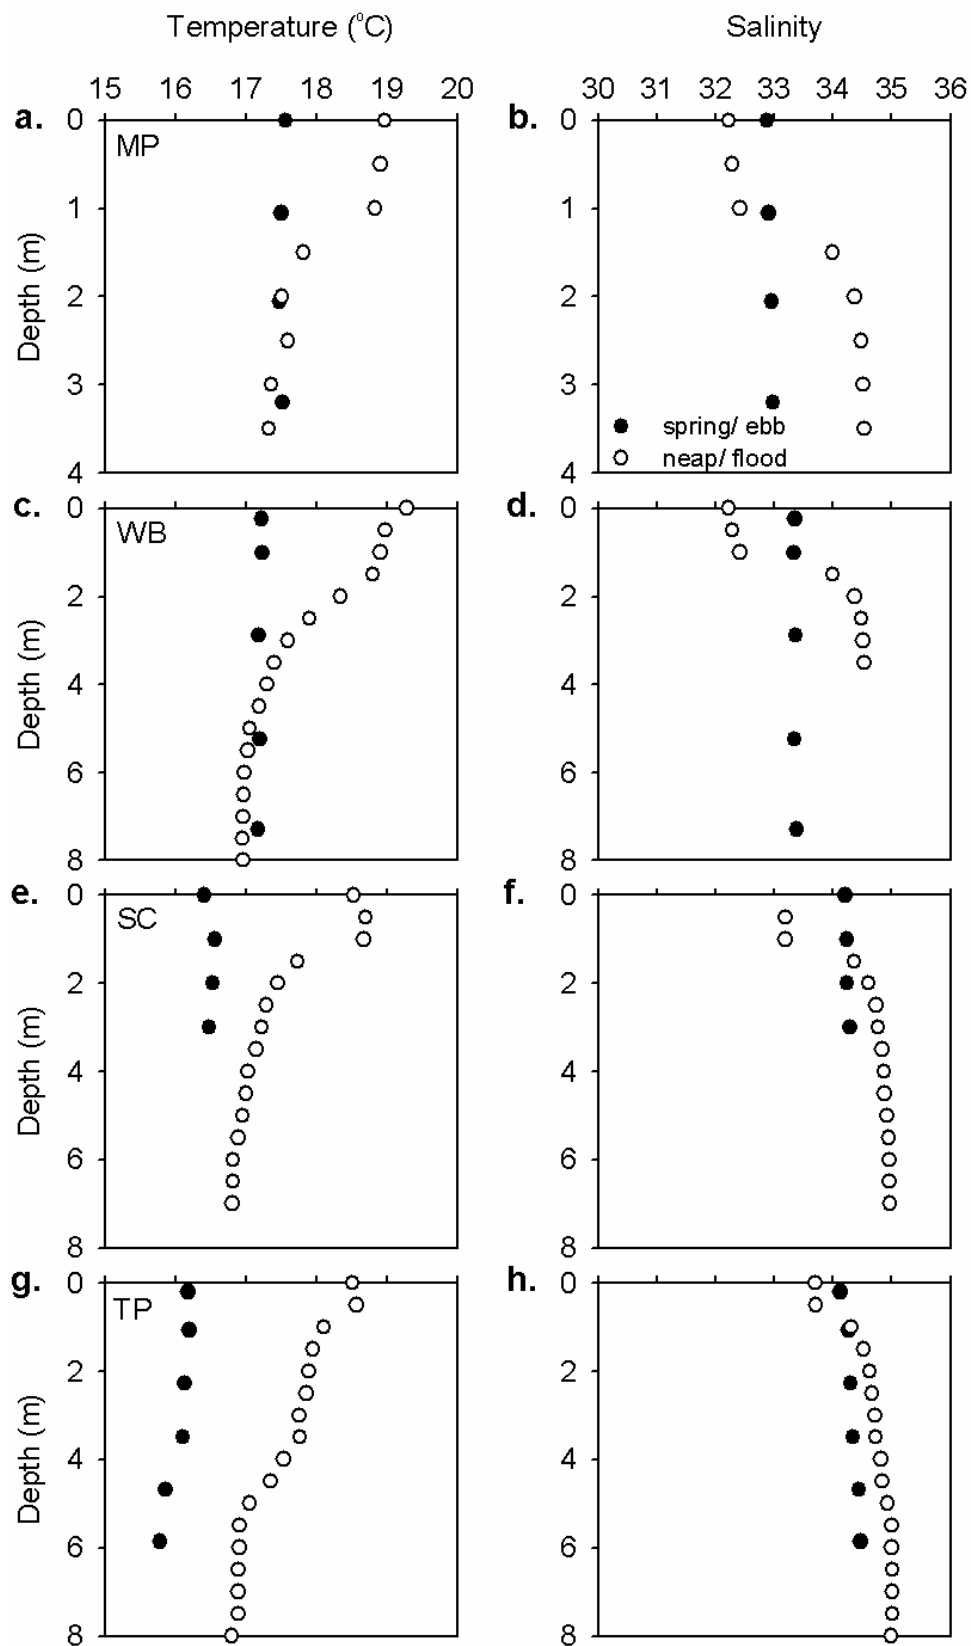 Temperature (°C) Salinity
15 16 17 18 19 20 30 31 32 33 34 35 36
a. b.
MP
0 0
1 1
2 2
3 3
4 4
Depth (m)
spring/ ebb
neap/ flood
c. d.
WB
0 0
2 2
4 4
6 6
8 8
Depth (m)
e. f.
SC
0 0
2 2
4 4
6 6
8 8
Depth (m)
g. h.
TP
0 0
2 2
4 4
6 6
8 8
Depth (m)